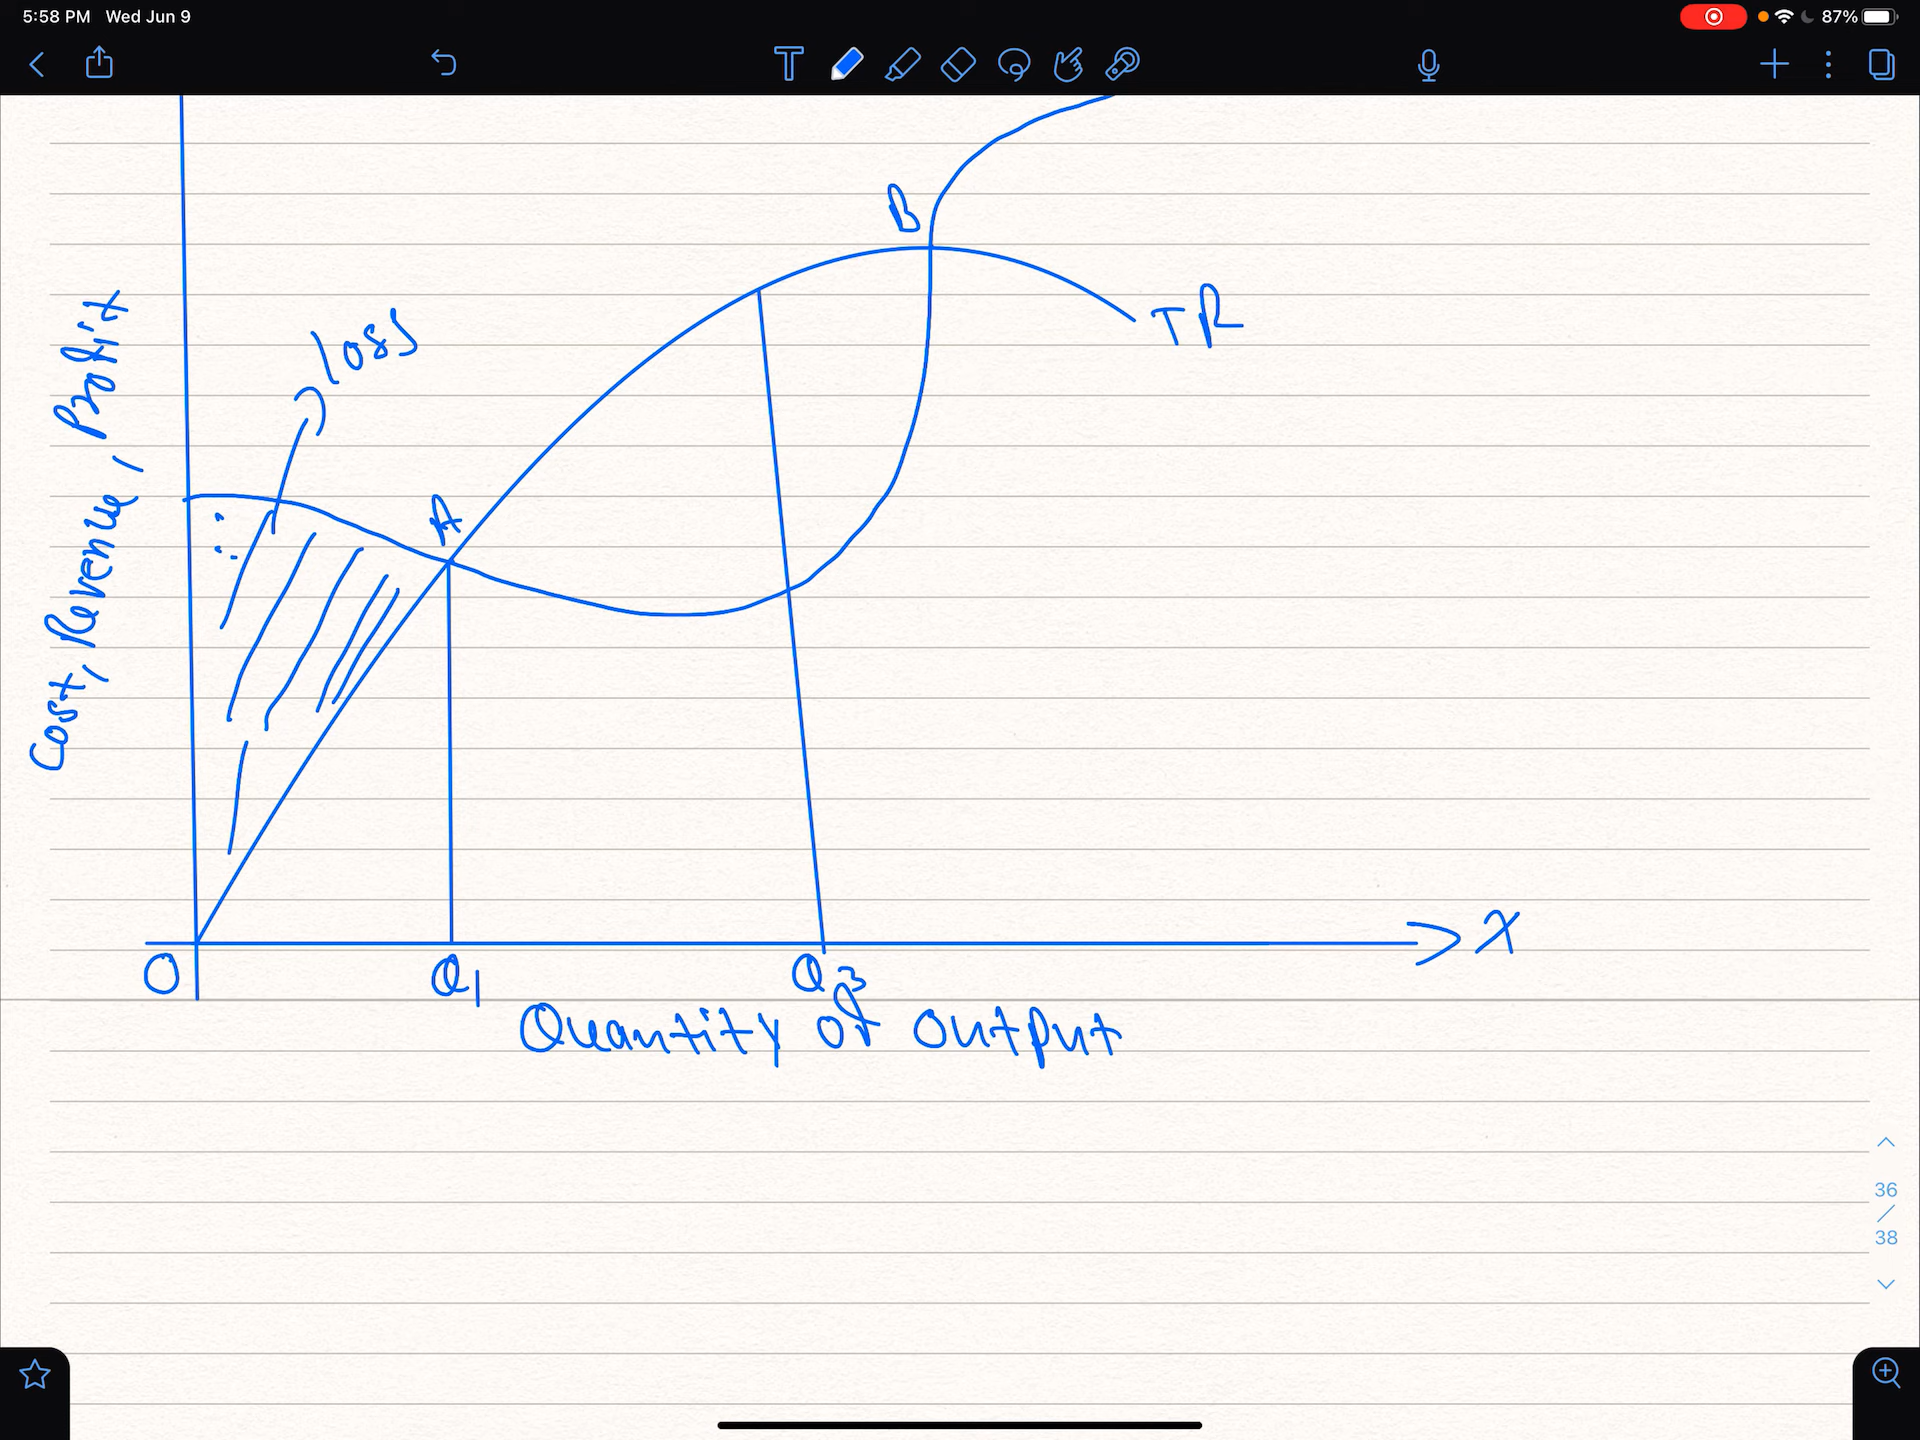 5:58 PM Wed Jun 9
87%
T
B
TR
loss
A
Cost, Revenue, Profit
O
Q1
Q3
X
Quantity of output
36
/
38